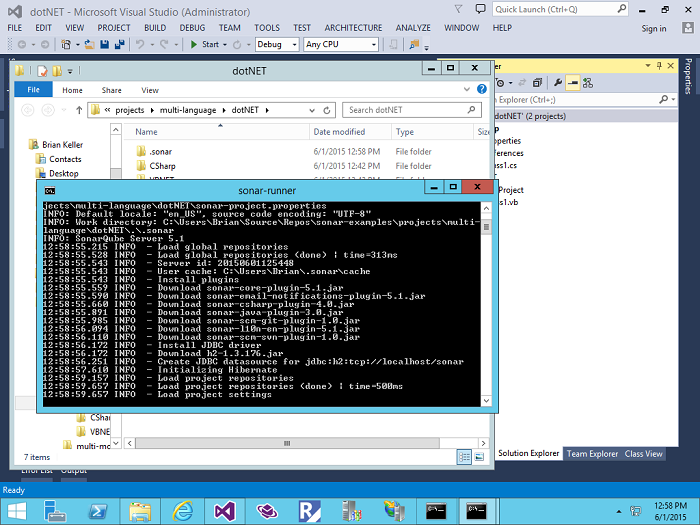 dotNET - Microsoft Visual Studio (Administrator)
Quick Launch (Ctrl+Q)
FILE EDIT VIEW PROJECT BUILD DEBUG TEAM TOOLS TEST ARCHITECTURE ANALYZE WINDOW
Sign in
Start Debug Any CPU
dotNET
File Home Share View
« projects multi-language dotNET
Search dotNET
Name Date modified Type Size
Brian Keller
Contacts
Desktop
.sonar 6/1/2015 12:58 PM File folder
CSharp 6/1/2015 12:42 PM File folder
Explorer (Ctrl+;)
dotNET' (2 projects)
Properties
sonar-runner
jects\multi-language\dotNET\sonar-project.properties
INFO: Default locale: "en_US", source code encoding: "UTF-8"
INFO: Work directory: C:\Users\Brian\Source\Repos\sonar-examples\projects\multi-
language\dotNET\.\.sonar
INFO: SonarQube Server 5.1
12:58:55.215 INFO  - Load global repositories
12:58:55.528 INFO  - Load global repositories (done) | time=313ms
12:58:55.543 INFO  - Server id: 20150601125448
12:58:55.543 INFO  - User cache: C:\Users\Brian\.sonar\cache
12:58:55.543 INFO  - Install plugins
12:58:55.559 INFO  - Download sonar-core-plugin-5.1.jar
12:58:55.590 INFO  - Download sonar-email-notifications-plugin-5.1.jar
12:58:55.660 INFO  - Download sonar-csharp-plugin-4.0.jar
12:58:55.891 INFO  - Download sonar-java-plugin-3.0.jar
12:58:55.985 INFO  - Download sonar-scm-git-plugin-1.0.jar
12:58:56.094 INFO  - Download sonar-l10n-en-plugin-5.1.jar
12:58:56.110 INFO  - Download sonar-scm-svn-plugin-1.0.jar
12:58:56.172 INFO  - Install JDBC driver
12:58:56.172 INFO  - Download h2-1.3.176.jar
12:58:56.251 INFO  - Create JDBC datasource for jdbc:h2:tcp://localhost/sonar
12:58:57.610 INFO  - Initializing Hibernate
12:58:59.157 INFO  - Load project repositories
12:58:59.657 INFO  - Load project repositories (done) | time=500ms
12:58:59.657 INFO  - Load project settings
CShar
VBNE
multi-mo
7 items
Solution Explorer Team Explorer Class View
Error List Output
Ready
12:58 PM
6/1/2015